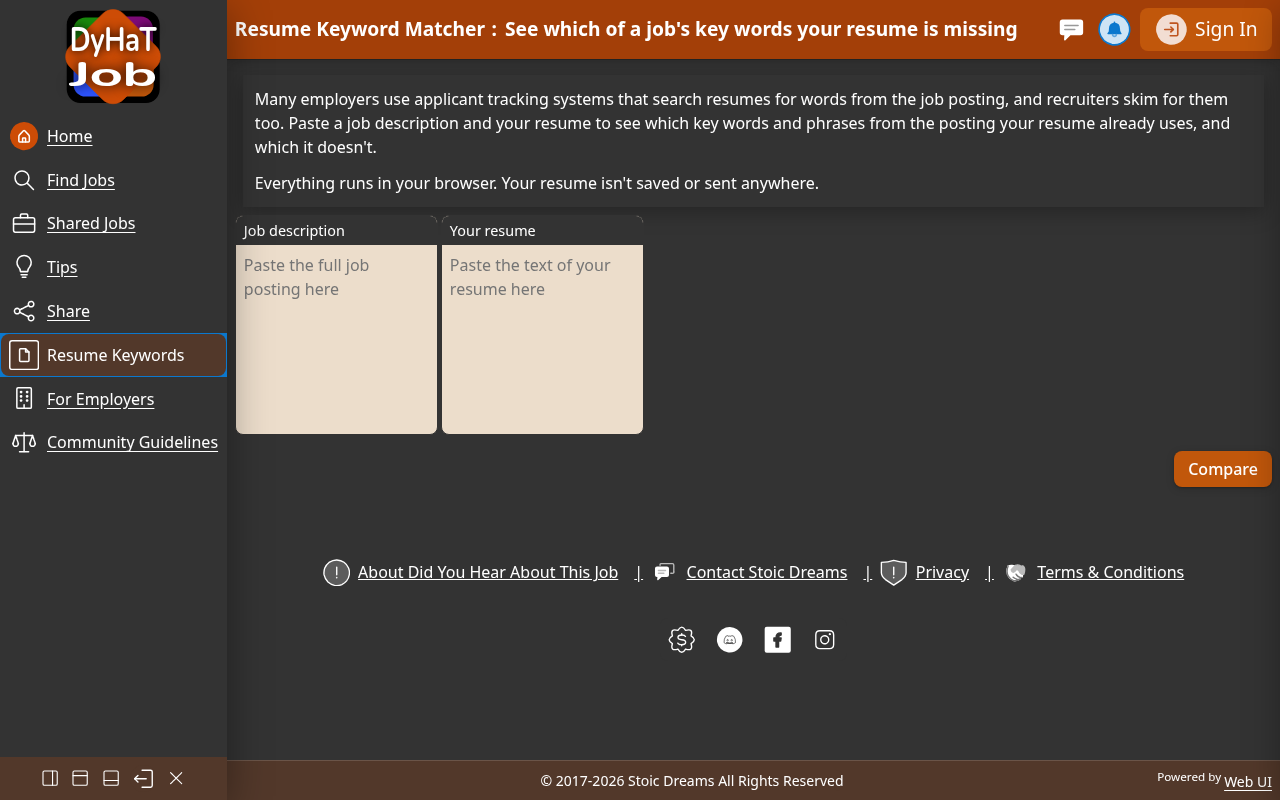 DyHaT
Job
Resume Keyword Matcher : See which of a job's key words your resume is missing
Sign In
Home
Find Jobs
Shared Jobs
Tips
Share
Resume Keywords
For Employers
Community Guidelines
Many employers use applicant tracking systems that search resumes for words from the job posting, and recruiters skim for them
too. Paste a job description and your resume to see which key words and phrases from the posting your resume already uses, and
which it doesn't.
Everything runs in your browser. Your resume isn't saved or sent anywhere.
Job description
Paste the full job
posting here
Your resume
Paste the text of your
resume here
Compare
About Did You Hear About This Job | Contact Stoic Dreams | Privacy | Terms & Conditions
© 2017-2026 Stoic Dreams All Rights Reserved
Powered by Web UI